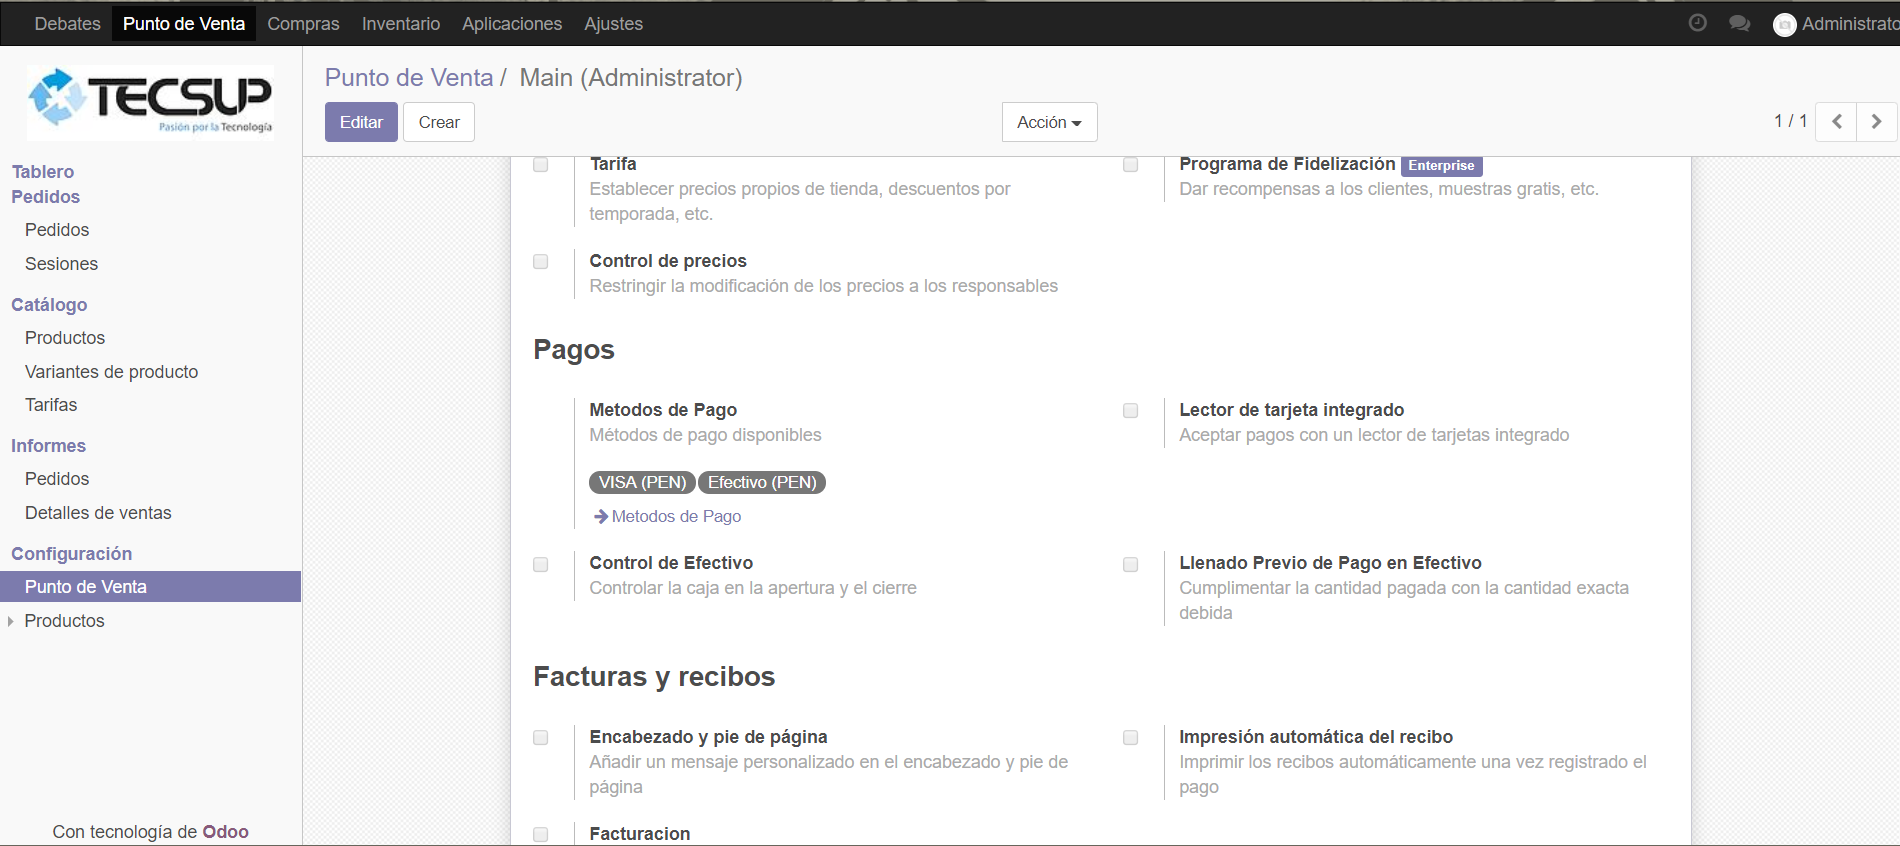 Debates Punto de Venta Compras Inventario Aplicaciones Ajustes Administrato
TECSUP
Pasión por la Tecnología
Tablero
Pedidos
Pedidos
Sesiones
Catálogo
Productos
Variantes de producto
Tarifas
Informes
Pedidos
Detalles de ventas
Configuración
Punto de Venta
Productos
Con tecnología de Odoo
Punto de Venta / Main (Administrator)
Editar Crear Acción 1 / 1
Tarifa
Establecer precios propios de tienda, descuentos por
temporada, etc.
Programa de Fidelización Enterprise
Dar recompensas a los clientes, muestras gratis, etc.
Control de precios
Restringir la modificación de los precios a los responsables
Pagos
Metodos de Pago
Métodos de pago disponibles
VISA (PEN) Efectivo (PEN)
Metodos de Pago
Lector de tarjeta integrado
Aceptar pagos con un lector de tarjetas integrado
Control de Efectivo
Controlar la caja en la apertura y el cierre
Llenado Previo de Pago en Efectivo
Cumplimentar la cantidad pagada con la cantidad exacta
debida
Facturas y recibos
Encabezado y pie de página
Añadir un mensaje personalizado en el encabezado y pie de
página
Impresión automática del recibo
Imprimir los recibos automáticamente una vez registrado el
pago
Facturacion